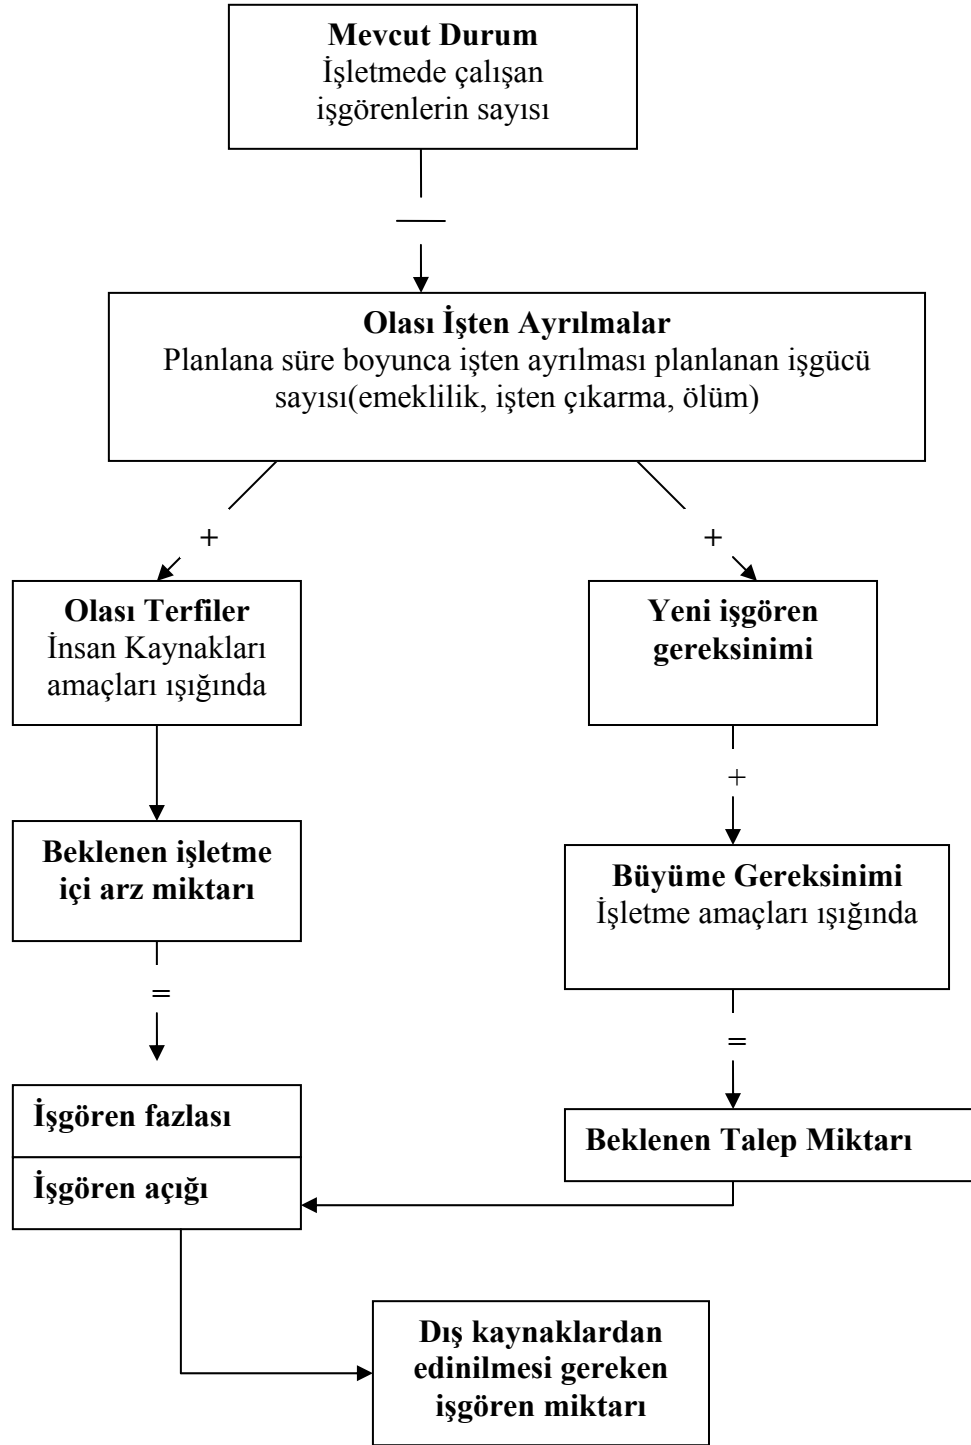 Mevcut Durum
İşletmede çalışan
işgörenlerin sayısı
Olası İşten Ayrılmalar
Planlana süre boyunca işten ayrılması planlanan işgücü
sayısı(emeklilik, işten çıkarma, ölüm)
+
+
Olası Terfiler
İnsan Kaynakları
amaçları ışığında
Yeni işgören
gereksinimi
+
Beklenen işletme
içi arz miktarı
Büyüme Gereksinimi
İşletme amaçları ışığında
=
=
İşgören fazlası
İşgören açığı
Beklenen Talep Miktarı
Dış kaynaklardan
edinilmesi gereken
işgören miktarı